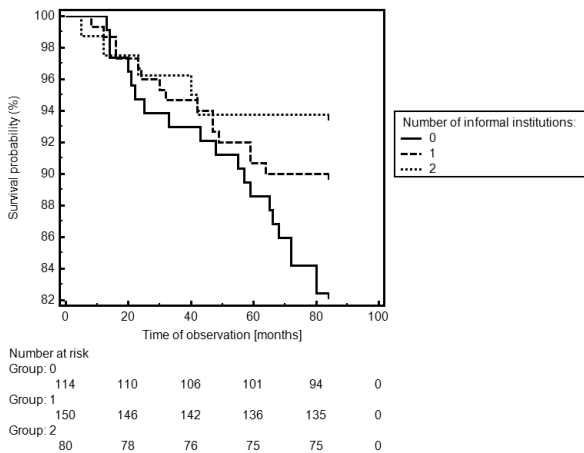 Survival probability (%)
100
98
96
94
92
90
88
86
84
82
0 20 40 60 80 100
Time of observation [months]
Number of informal institutions:
0
1
2
Number at risk
Group: 0
114 110 106 101 94 0
Group: 1
150 146 142 136 135 0
Group: 2
80 78 76 75 75 0